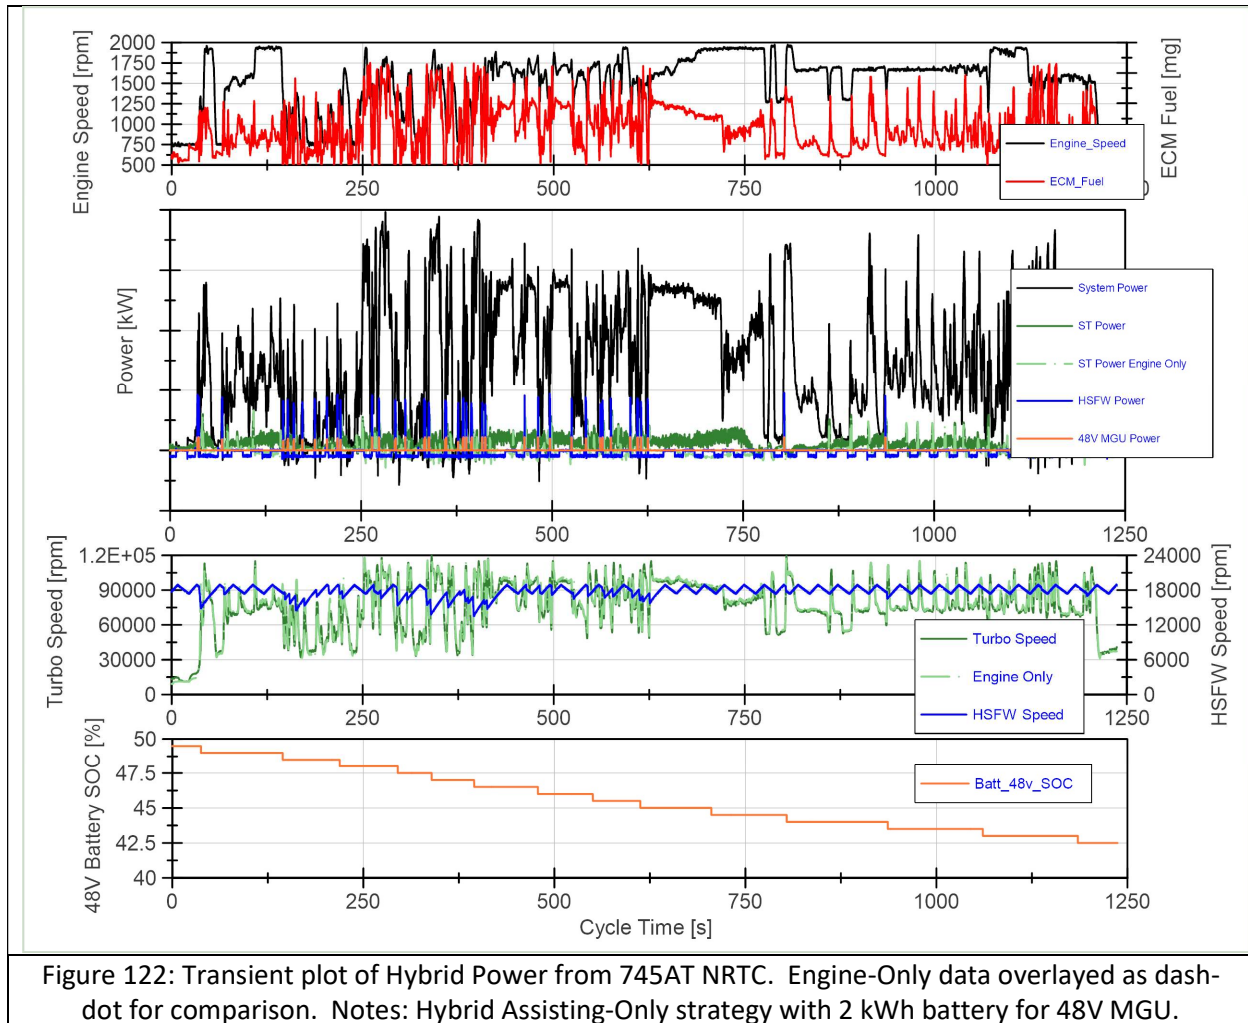 Engine Speed [rpm]
2000
1750
1500
1250
1000
750
500
0
250
500
750
1000
0
ECM Fuel [mg]
Engine_Speed
ECM_Fuel
Power [kW]
System Power
ST Power
ST Power Engine Only
HSFW Power
48V MGU Power
0
250
500
750
1000
1250
Turbo Speed [rpm]
1.2E+05
90000
60000
30000
0
24000
18000
12000
6000
0
HSFW Speed [rpm]
Turbo Speed
Engine Only
HSFW Speed
0
250
500
750
1000
1250
48V Battery SOC [%]
50
47.5
45
42.5
40
Batt_48v_SOC
0
250
500
750
1000
1250
Cycle Time [s]
Figure 122: Transient plot of Hybrid Power from 745AT NRTC. Engine-Only data overlayed as dash-
dot for comparison. Notes: Hybrid Assisting-Only strategy with 2 kWh battery for 48V MGU.